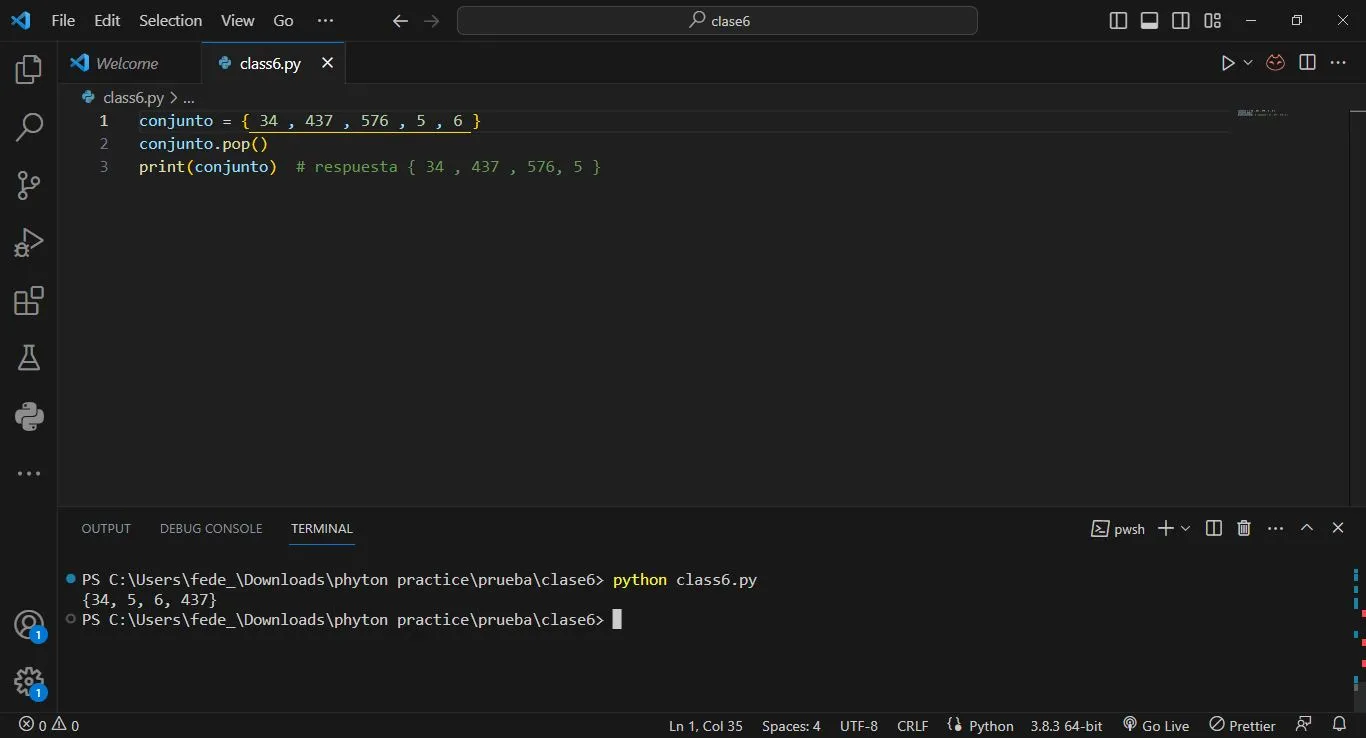 File Edit Selection View Go ··· clase6
Welcome class6.py
class6.py > ...
1 conjunto = { 34 , 437 , 576 , 5 , 6 }
2 conjunto.pop()
3 print(conjunto) # respuesta { 34 , 437 , 576, 5 }
OUTPUT DEBUG CONSOLE TERMINAL pwsh
PS C:\Users\fede_\Downloads\phyton practice\prueba\clase6> python class6.py
{34, 5, 6, 437}
PS C:\Users\fede_\Downloads\phyton practice\prueba\clase6>
1
1
0 0 Ln 1, Col 35 Spaces: 4 UTF-8 CRLF Python 3.8.3 64-bit Go Live Prettier